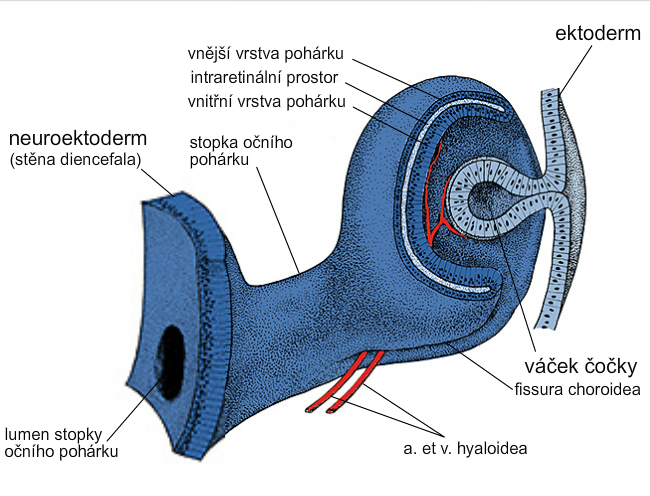 ektoderm
vnější vrstva pohárku
intraretinální prostor
vnitřní vrstva pohárku
neuroektoderm
(stěna diencefala)
stopka očního
pohárku
váček čočky
fissura choroidea
lumen stopky
očního pohárku
a. et v. hyaloidea